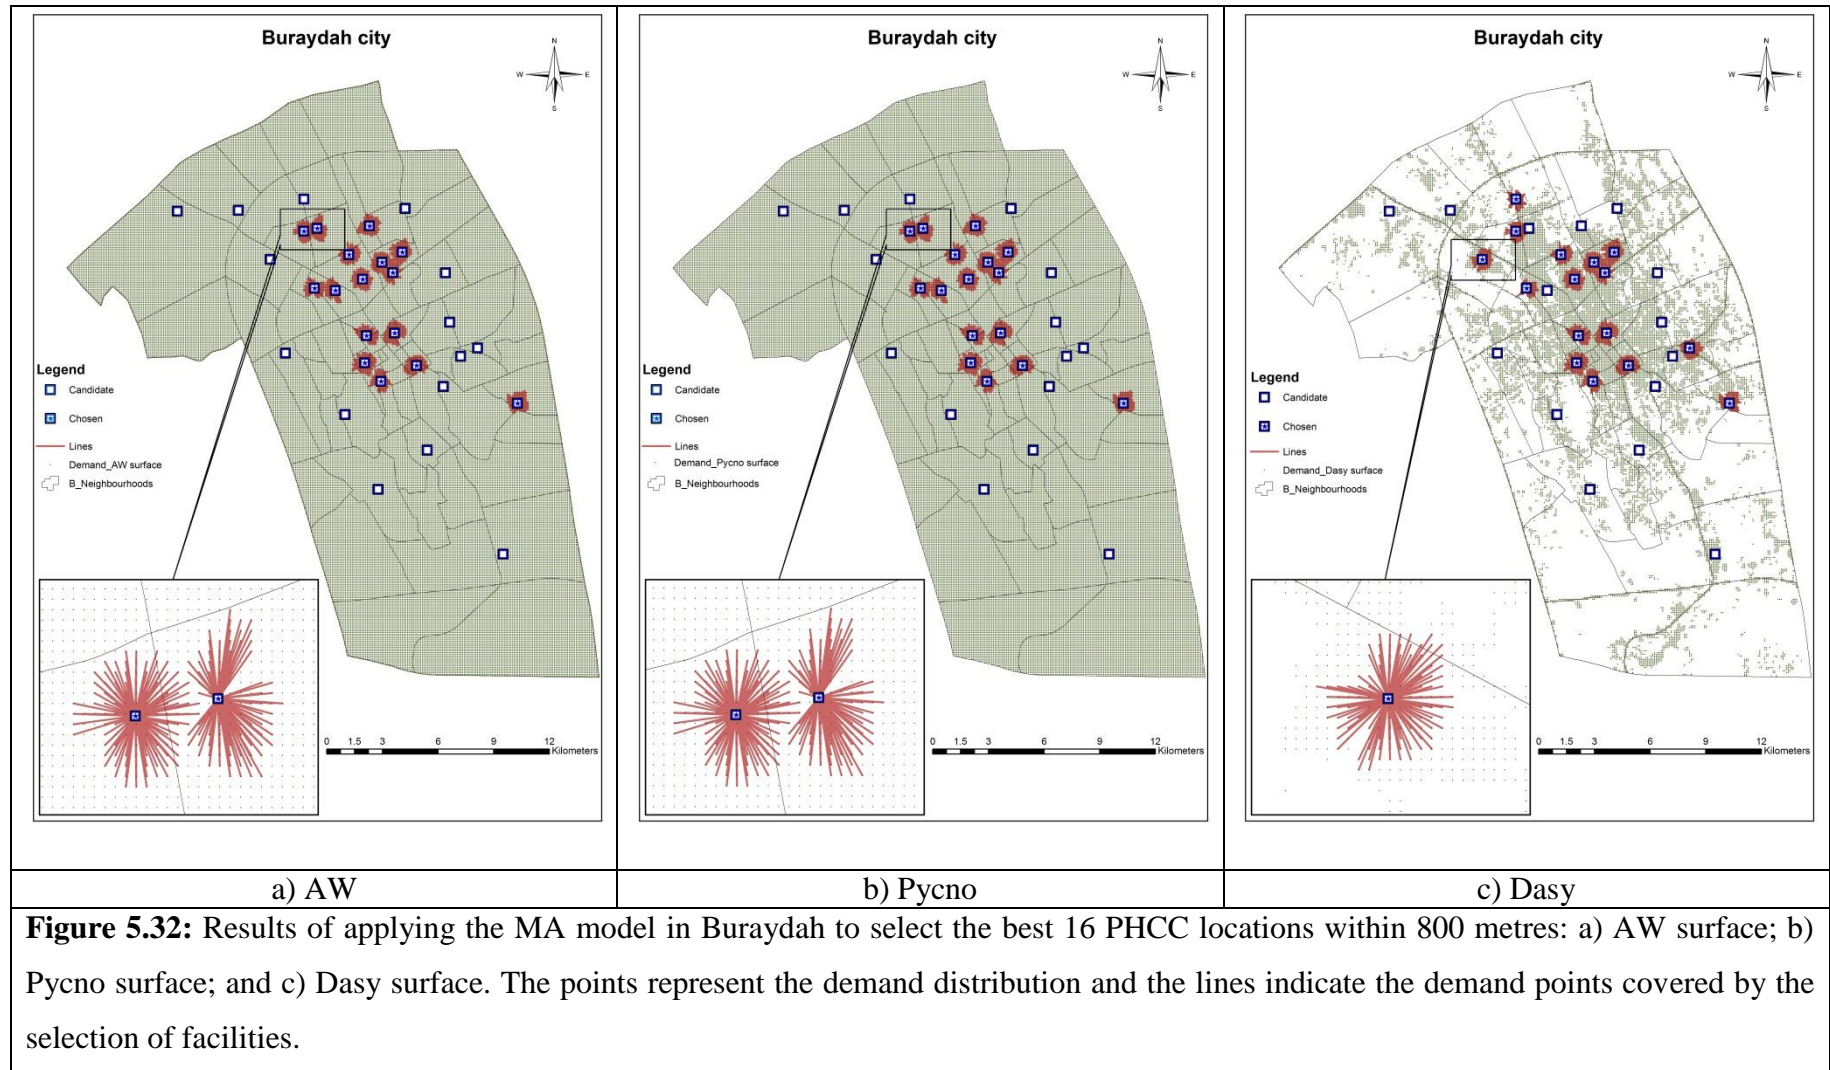 Buraydah city
N
W E
S
Legend
Candidate
Chosen
Lines
Demand_AW surface
B_Neighbourhoods
0 1.5 3 6 9 12
Kilometers
Buraydah city
N
W E
S
Legend
Candidate
Chosen
Lines
Demand_Pycno surface
B_Neighbourhoods
0 1.5 3 6 9 12
Kilometers
Buraydah city
N
W E
S
Legend
Candidate
Chosen
Lines
Demand_Dasy surface
B_Neighbourhoods
0 1.5 3 6 9 12
Kilometers
a) AW
b) Pycno
c) Dasy
Figure 5.32: Results of applying the MA model in Buraydah to select the best 16 PHCC locations within 800 metres: a) AW surface; b)
Pycno surface; and c) Dasy surface. The points represent the demand distribution and the lines indicate the demand points covered by the
selection of facilities.